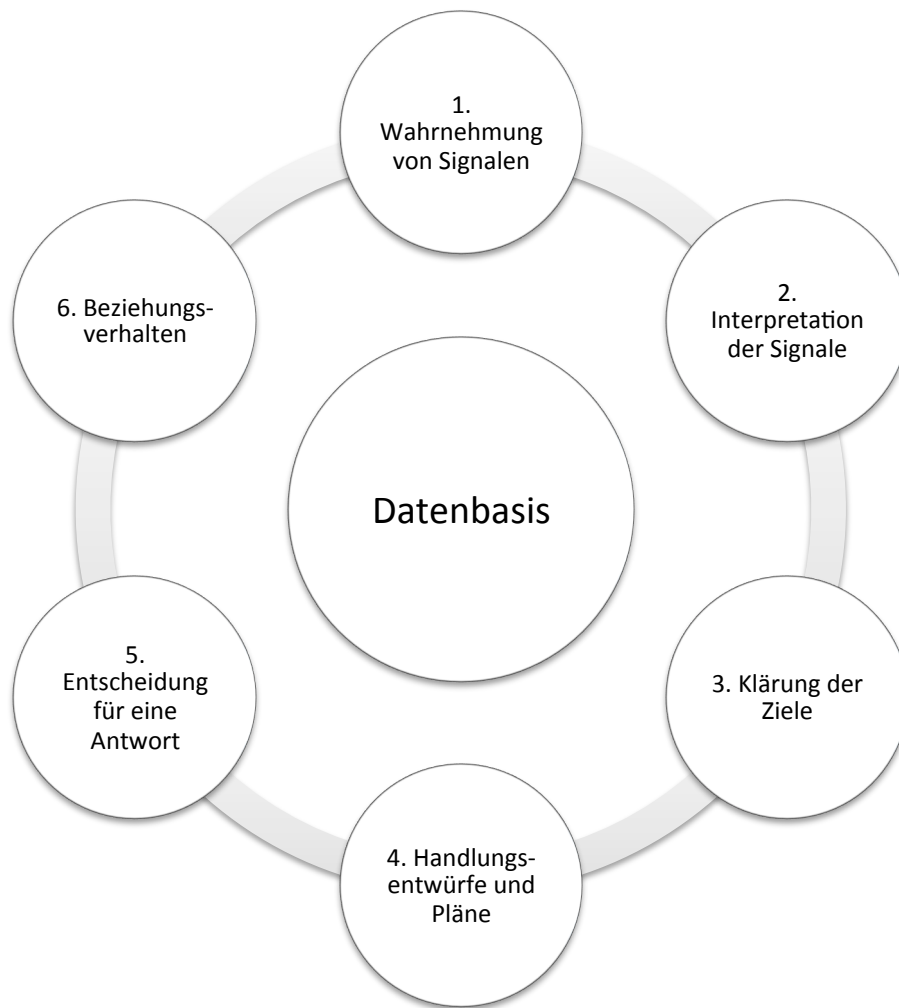 1.
Wahrnehmung
von Signalen
2.
Interpretation
der Signale
3. Klärung der
Ziele
4. Handlungs-
entwürfe und
Pläne
5.
Entscheidung
für eine
Antwort
6. Beziehungs-
verhalten
Datenbasis